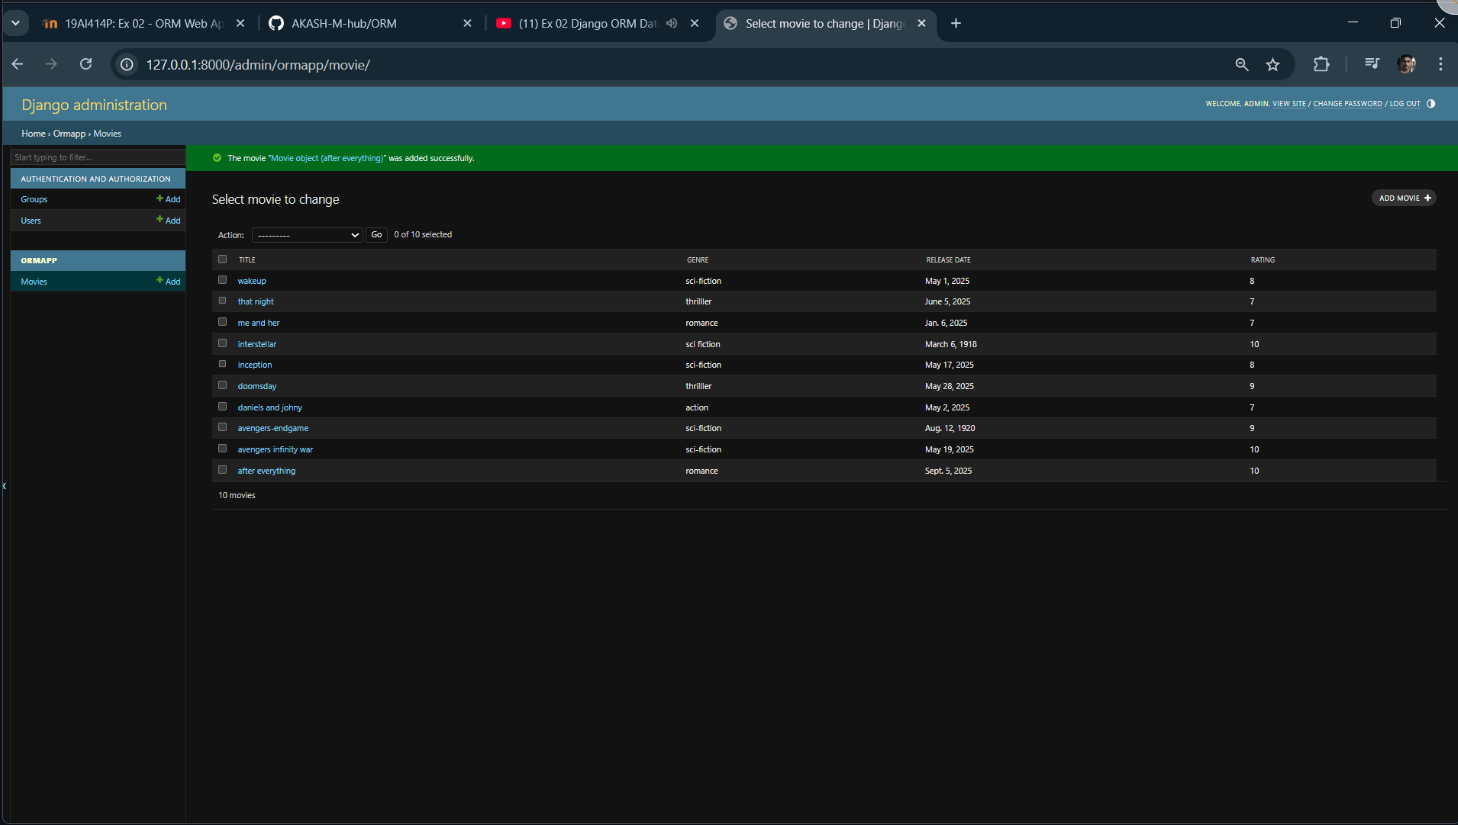 19AI414P: Ex 02 - ORM Web Ap
AKASH-M-hub/ORM
(11) Ex 02 Django ORM Dat
Select movie to change | Djang
127.0.0.1:8000/admin/ormapp/movie/
Django administration
WELCOME, ADMIN. VIEW SITE / CHANGE PASSWORD / LOG OUT
Home › Ormapp › Movies
Start typing to filter...
The movie “Movie object (after everything)” was added successfully.
AUTHENTICATION AND AUTHORIZATION
Groups + Add
Users + Add
ORMAPP
Movies + Add
Select movie to change
ADD MOVIE +
Action: --------- Go 0 of 10 selected
TITLE GENRE RELEASE DATE RATING
wakeup sci-fiction May 1, 2025 8
that night thrilller June 5, 2025 7
me and her romance Jan. 6, 2025 7
interstellar sci fiction March 6, 1918 10
inception sci-fiction May 17, 2025 8
doomsday thrilller May 28, 2025 9
daniels and johny action May 2, 2025 7
avengers-endgame sci-fiction Aug. 12, 1920 9
avengers infinity war sci-fiction May 19, 2025 10
after everything romance Sept. 5, 2025 10
10 movies